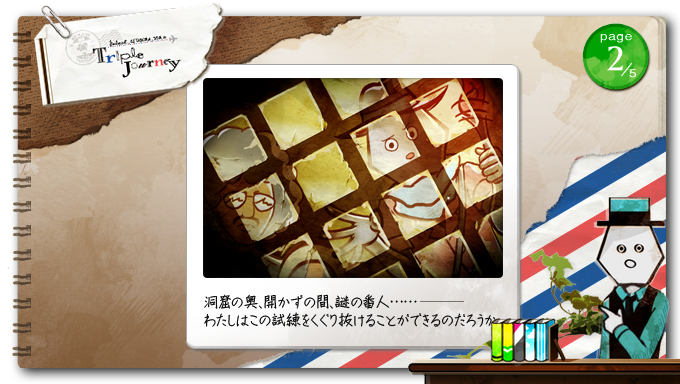 Triple
Journey
page
2/5
洞窟の奥、開かずの間、謎の番人……――――
わたしはこの試練をくぐり抜けることができるのだろうか